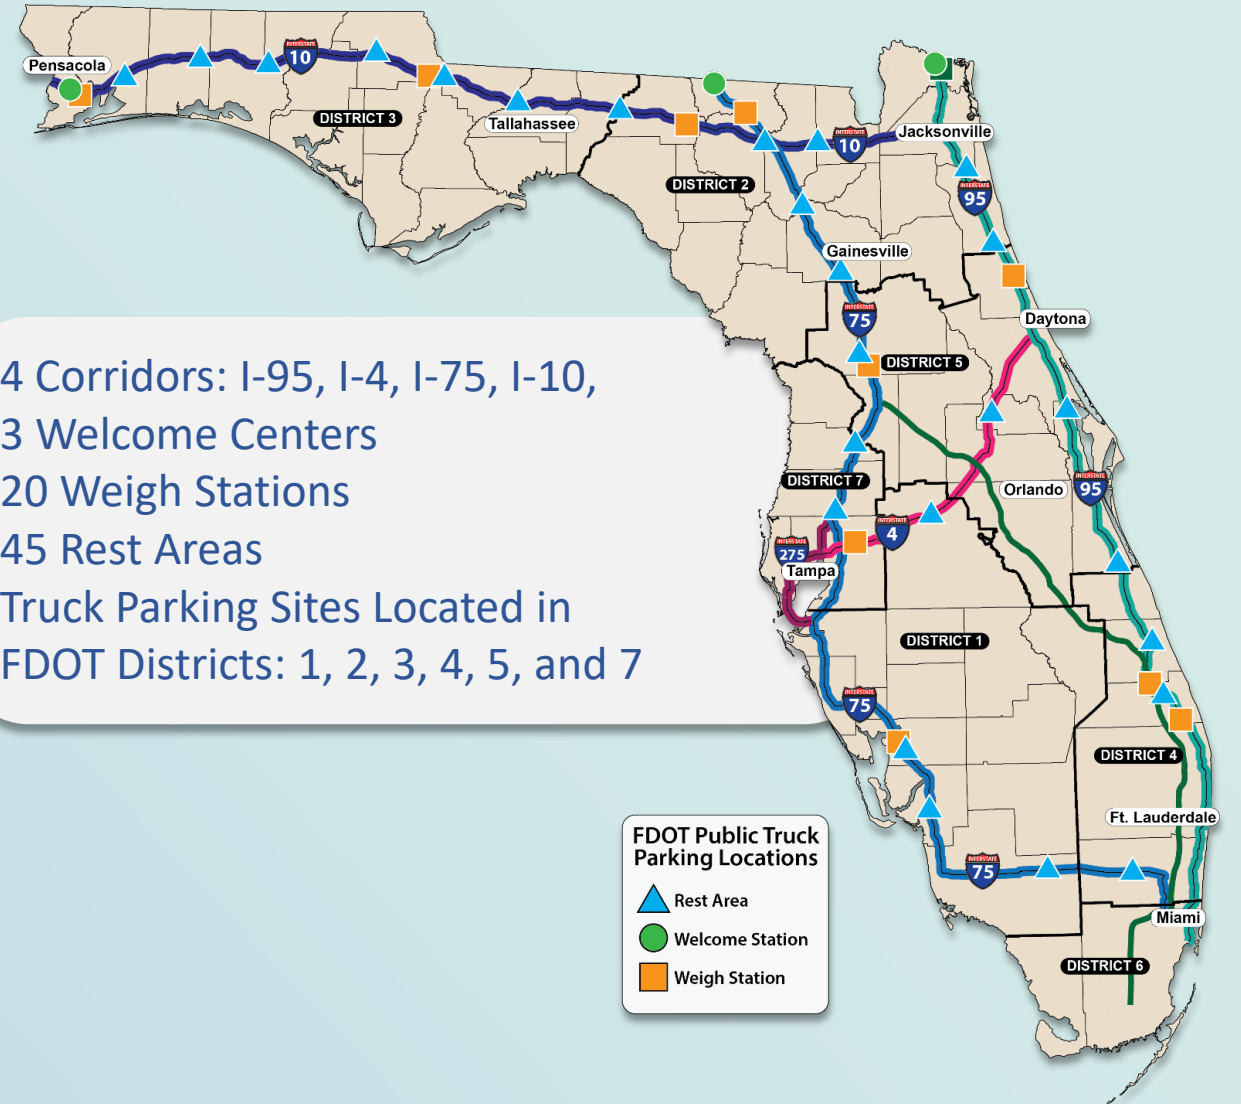 Pensacola
INTERSTATE
10
DISTRICT 3
Tallahassee
DISTRICT 2
INTERSTATE
10
Jacksonville
INTERSTATE
95
Gainesville
INTERSTATE
75
Daytona
DISTRICT 5
4 Corridors: I-95, I-4, I-75, I-10,
3 Welcome Centers
20 Weigh Stations
45 Rest Areas
Truck Parking Sites Located in
FDOT Districts: 1, 2, 3, 4, 5, and 7
DISTRICT 7
Orlando
INTERSTATE
95
INTERSTATE
4
INTERSTATE
275
Tampa
DISTRICT 1
INTERSTATE
75
DISTRICT 4
Ft. Lauderdale
INTERSTATE
75
Miami
DISTRICT 6
FDOT Public Truck
Parking Locations
Rest Area
Welcome Station
Weigh Station